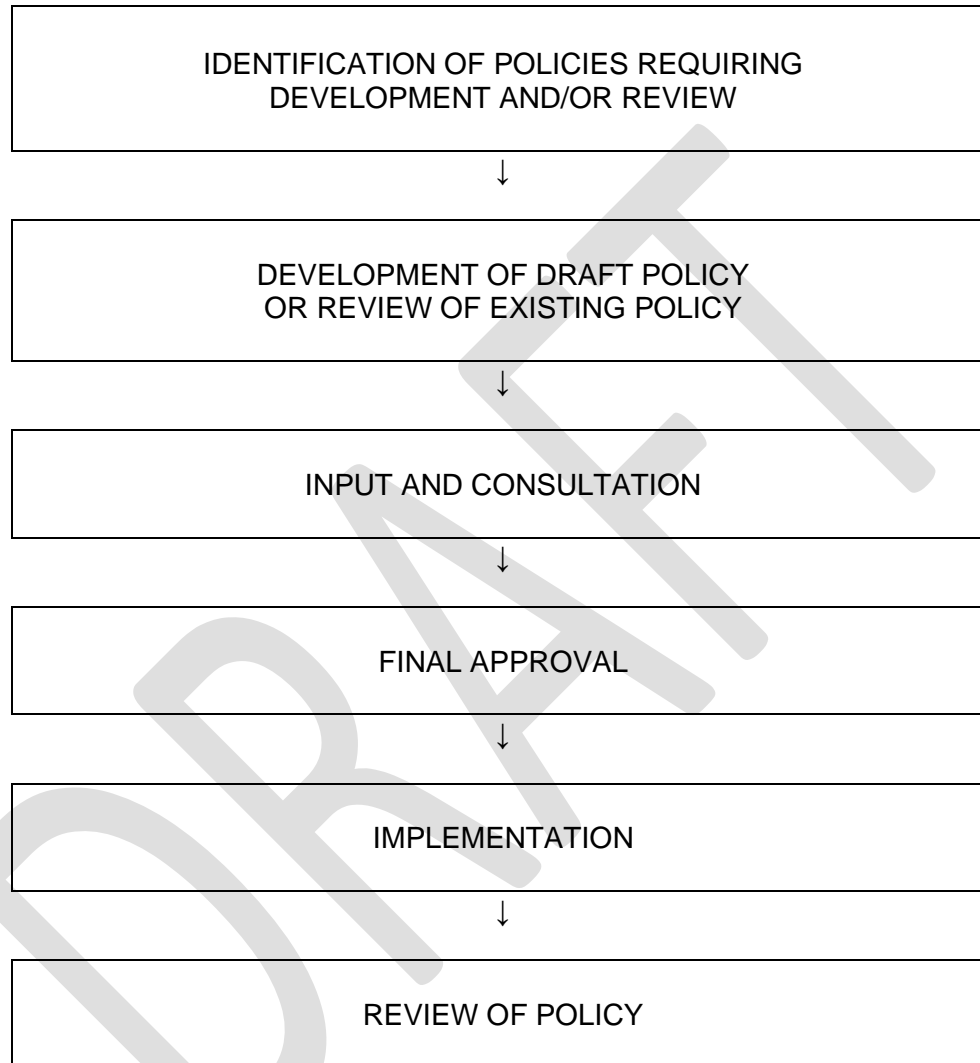 IDENTIFICATION OF POLICIES REQUIRING
DEVELOPMENT AND/OR REVIEW
↓
DEVELOPMENT OF DRAFT POLICY
OR REVIEW OF EXISTING POLICY
↓
INPUT AND CONSULTATION
↓
FINAL APPROVAL
↓
IMPLEMENTATION
↓
REVIEW OF POLICY
DRAFT